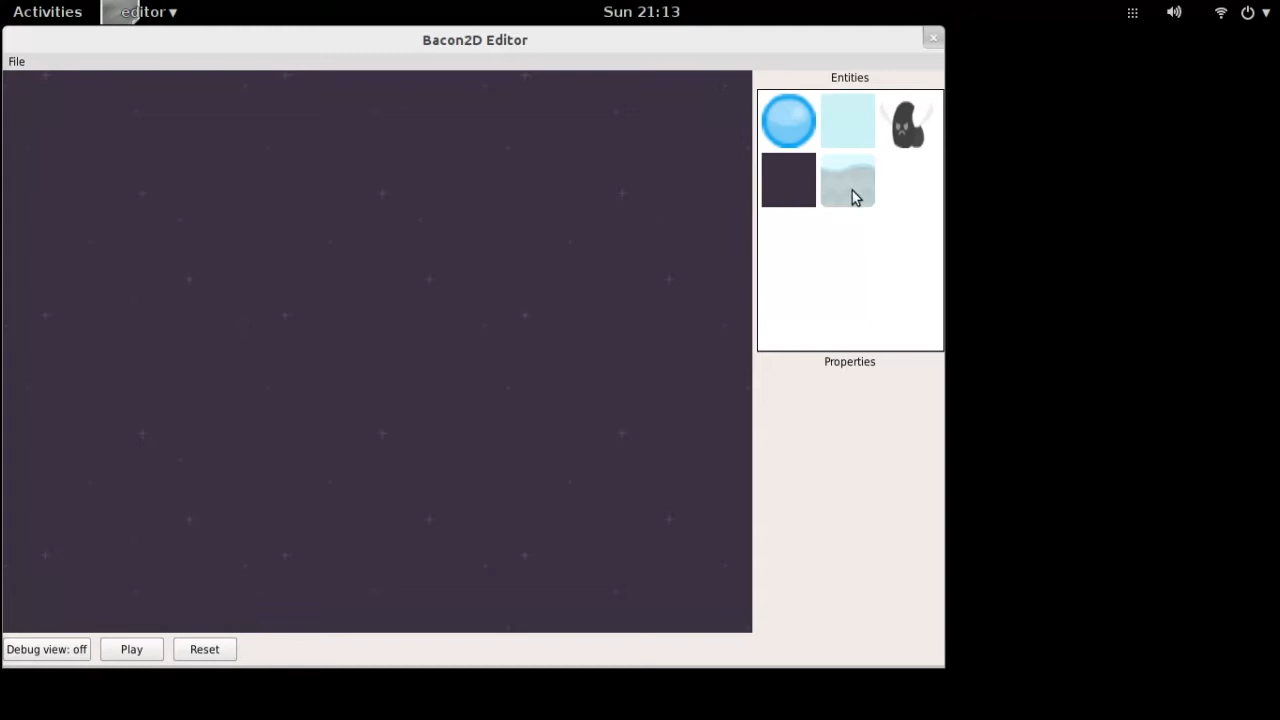 Activities editor ▾ Sun 21:13
Bacon2D Editor
File
Entities
Properties
Debug view: off Play Reset